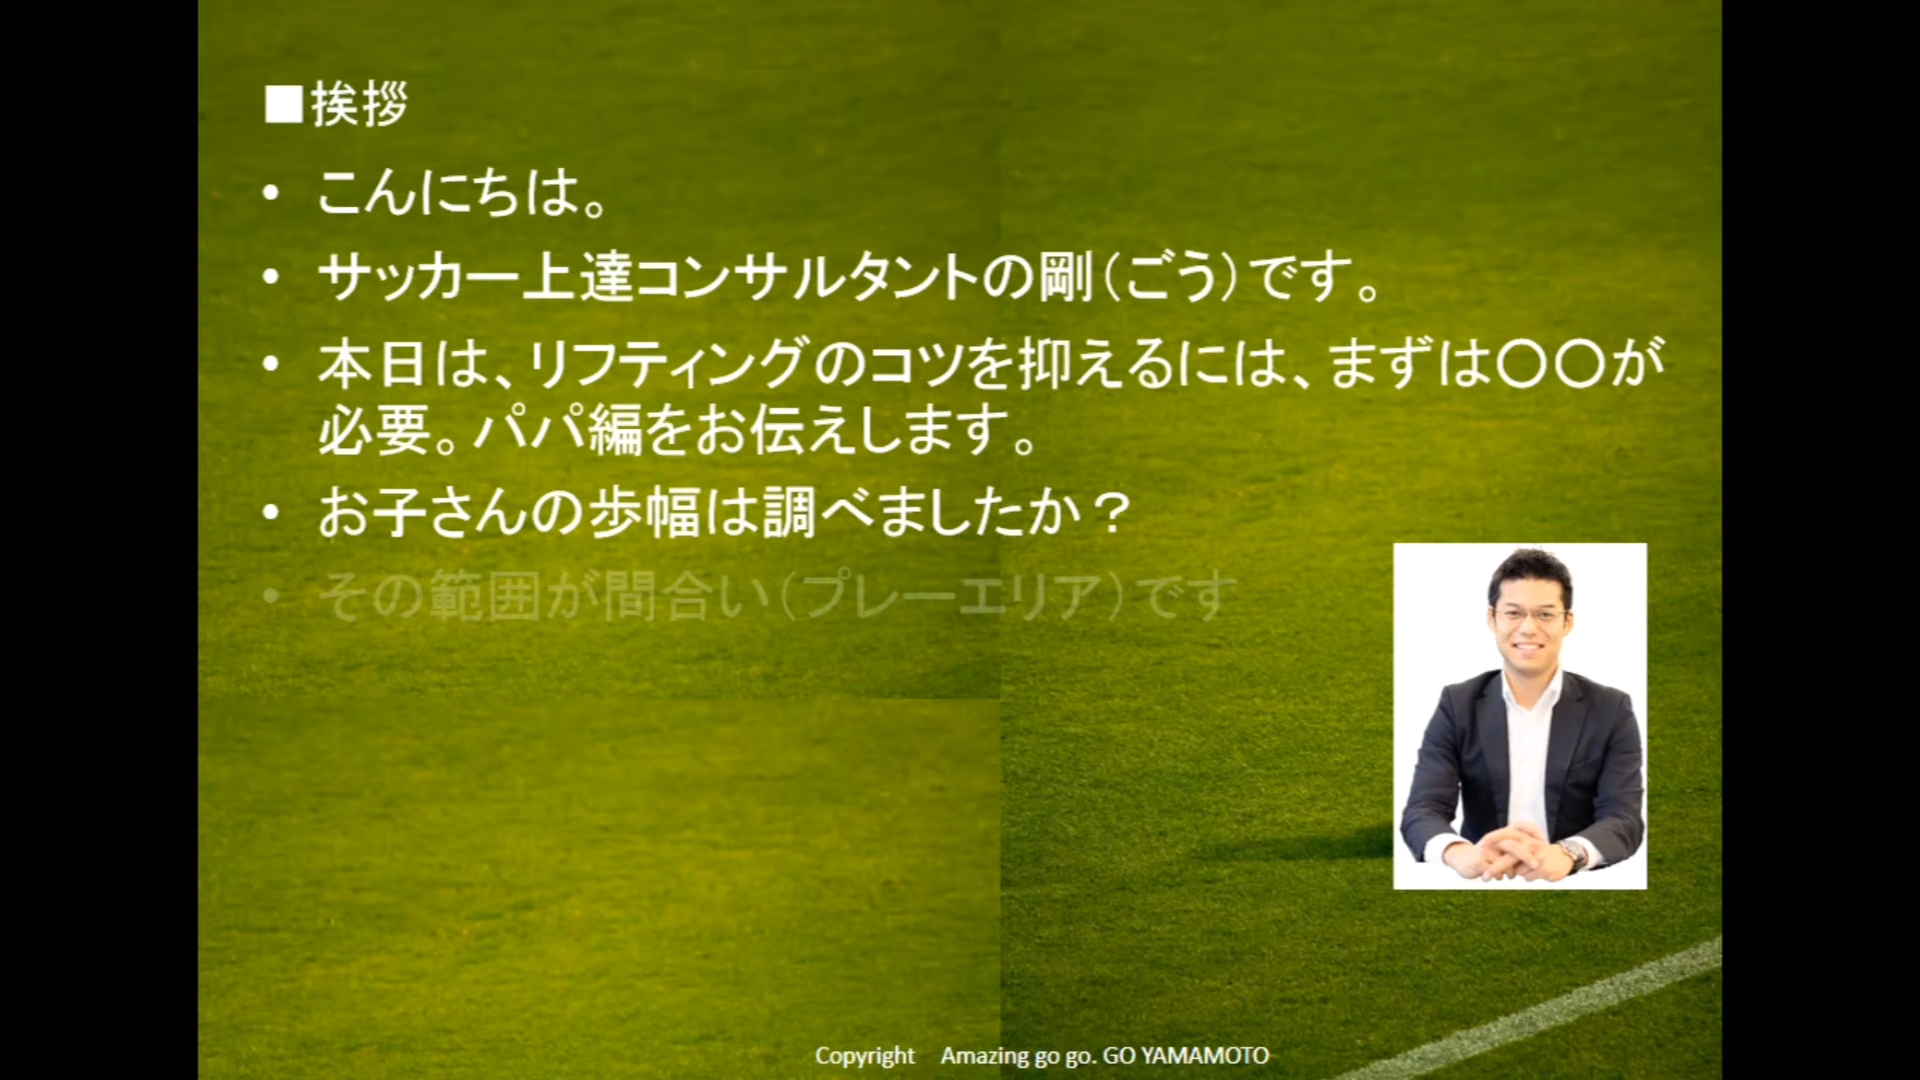 ■挨拶
• こんにちは。
• サッカー上達コンサルタントの剛（ごう）です。
• 本日は、リフティングのコツを抑えるには、まずは〇〇が
必要。パパ編をお伝えします。
• お子さんの歩幅は調べましたか？
• その範囲が間合い（プレーエリア）です
Copyright Amazing go go. GO YAMAMOTO